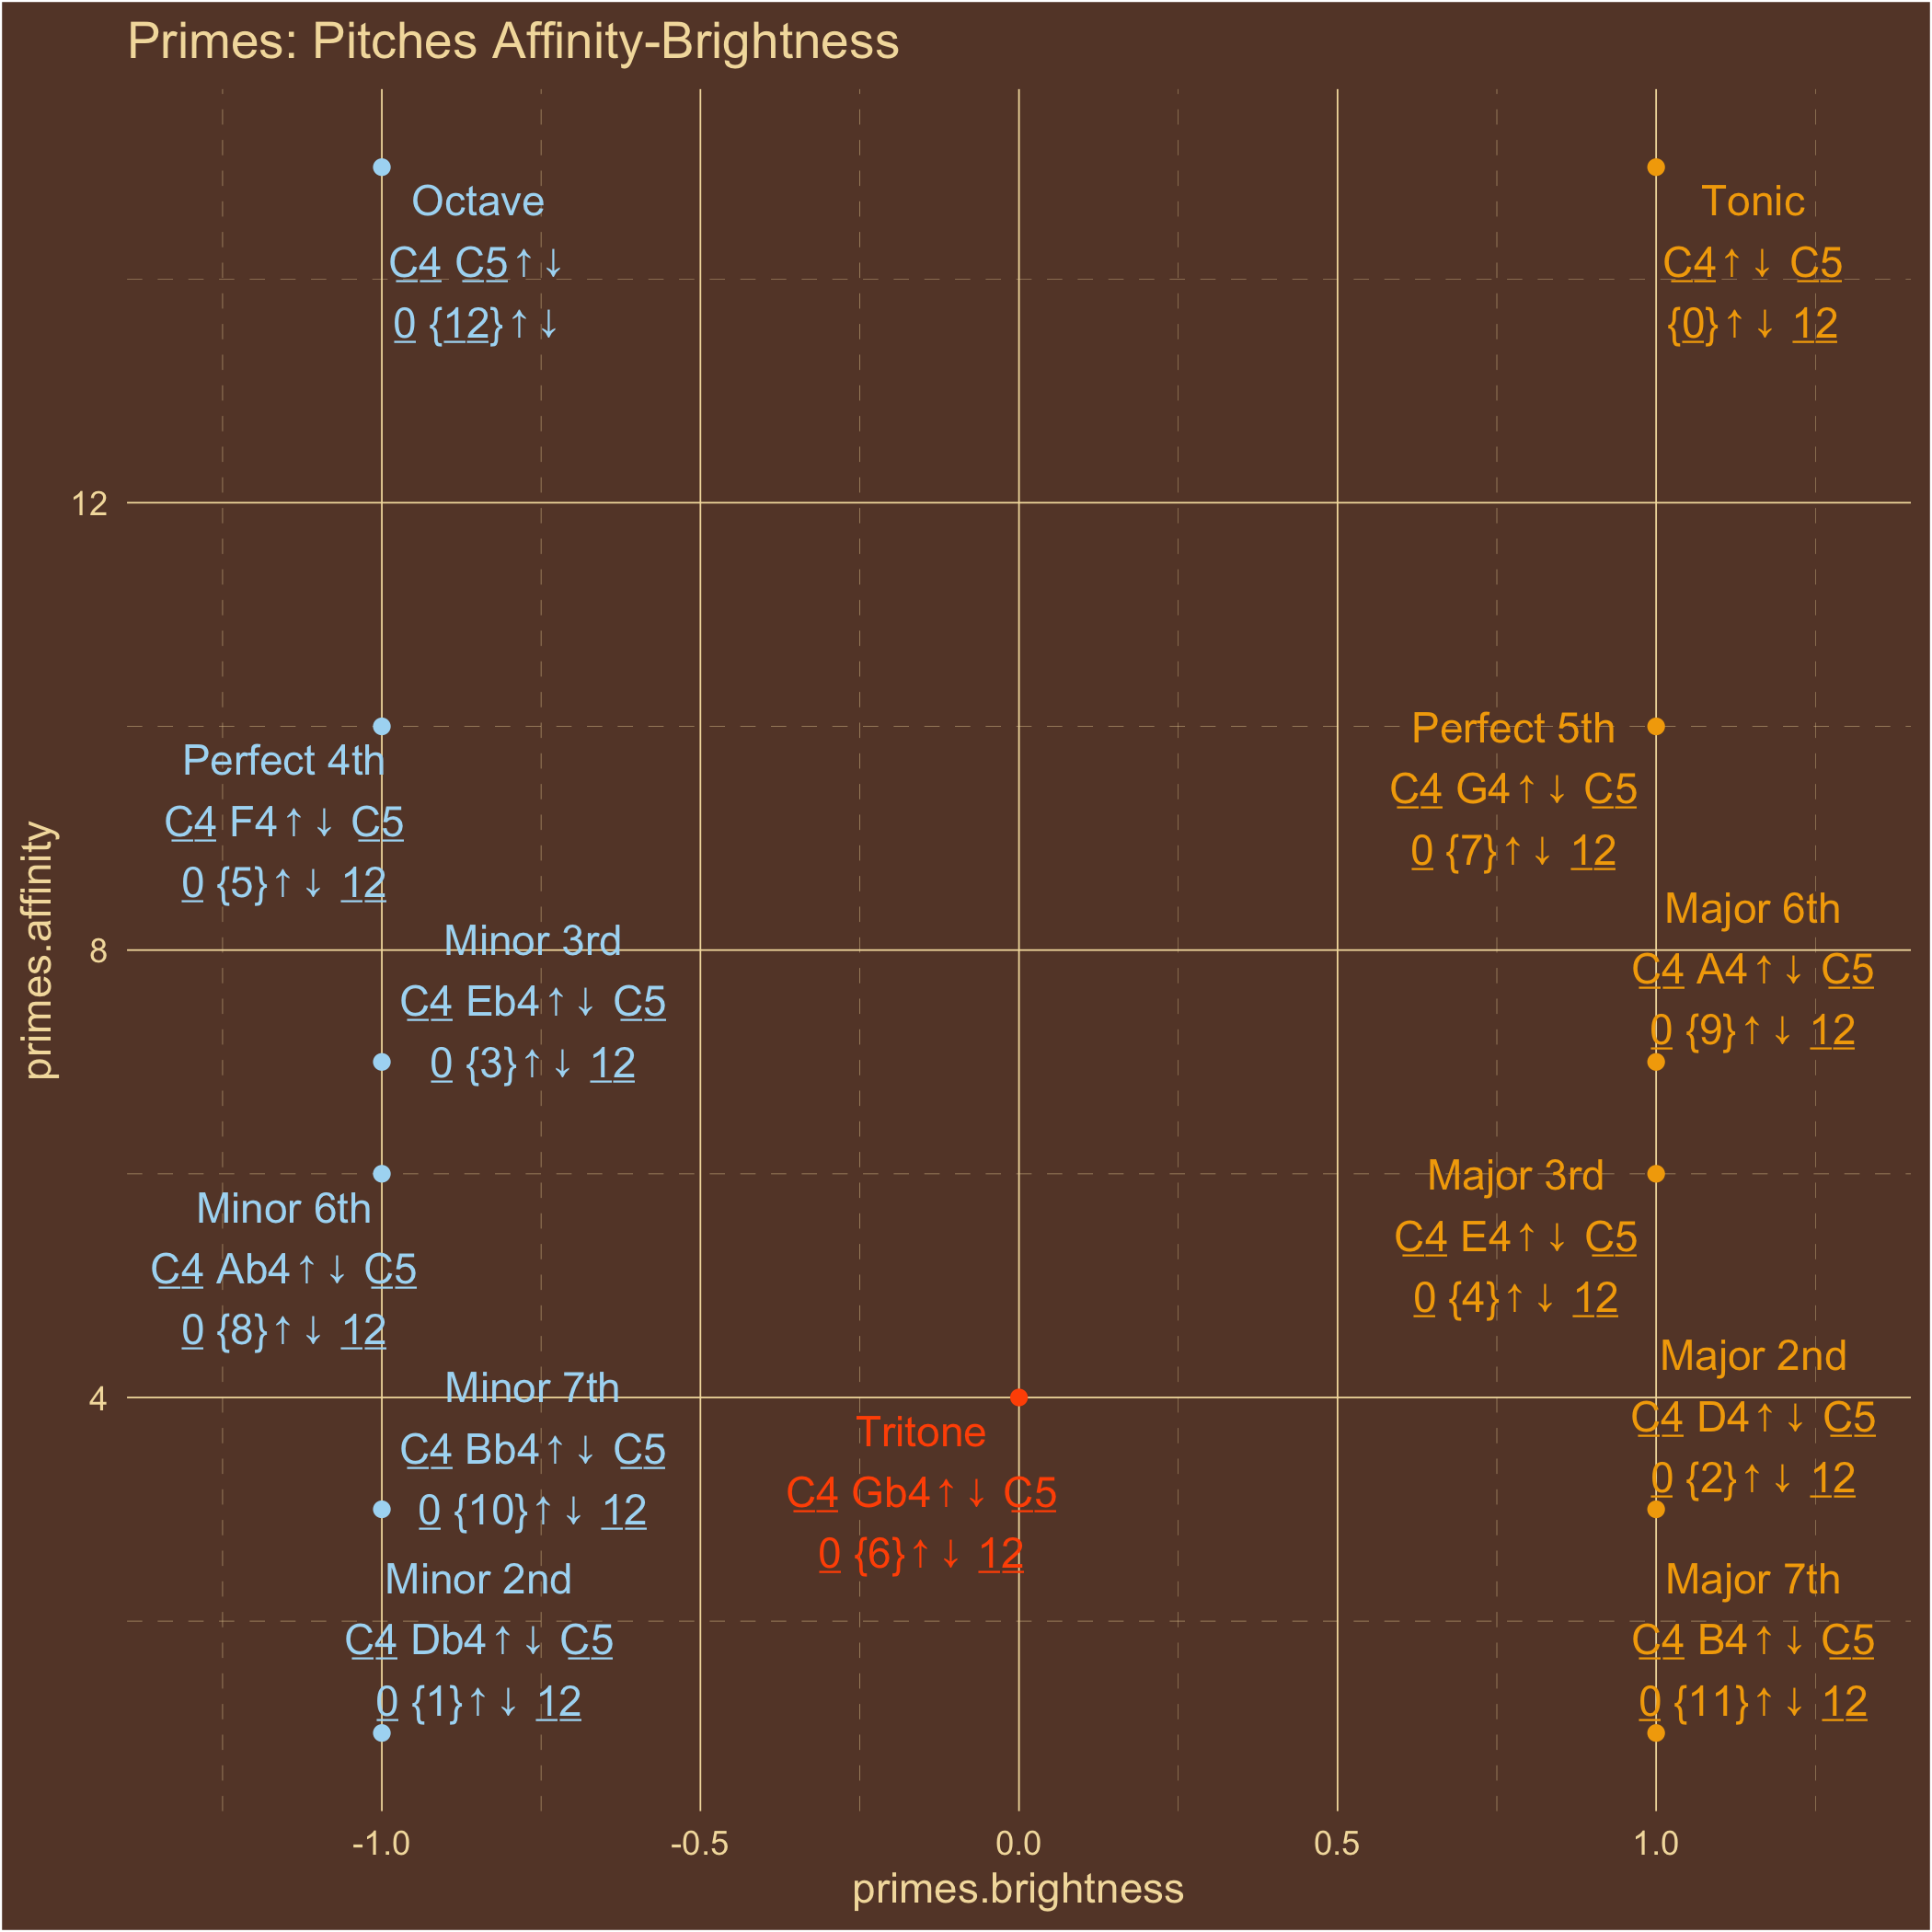 Primes: Pitches Affinity-Brightness
Octave
C4 C5↑↓
0 {12}↑↓
Tonic
C4↑↓ C5
{0}↑↓ 12
12
Perfect 4th
C4 F4↑↓ C5
0 {5}↑↓ 12
Perfect 5th
C4 G4↑↓ C5
0 {7}↑↓ 12
primes.affinity
8
Minor 3rd
C4 Eb4↑↓ C5
0 {3}↑↓ 12
Major 6th
C4 A4↑↓ C5
0 {9}↑↓ 12
Minor 6th
C4 Ab4↑↓ C5
0 {8}↑↓ 12
Major 3rd
C4 E4↑↓ C5
0 {4}↑↓ 12
4
Minor 7th
C4 Bb4↑↓ C5
0 {10}↑↓ 12
Tritone
C4 Gb4↑↓ C5
0 {6}↑↓ 12
Major 2nd
C4 D4↑↓ C5
0 {2}↑↓ 12
Minor 2nd
C4 Db4↑↓ C5
0 {1}↑↓ 12
Major 7th
C4 B4↑↓ C5
0 {11}↑↓ 12
-1.0 -0.5 0.0 0.5 1.0
primes.brightness